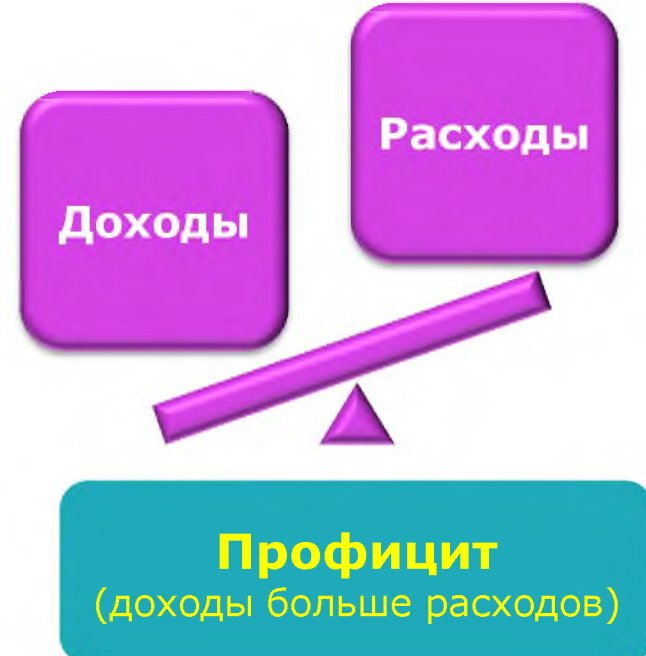 Расходы
Доходы
Профицит
(доходы больше расходов)